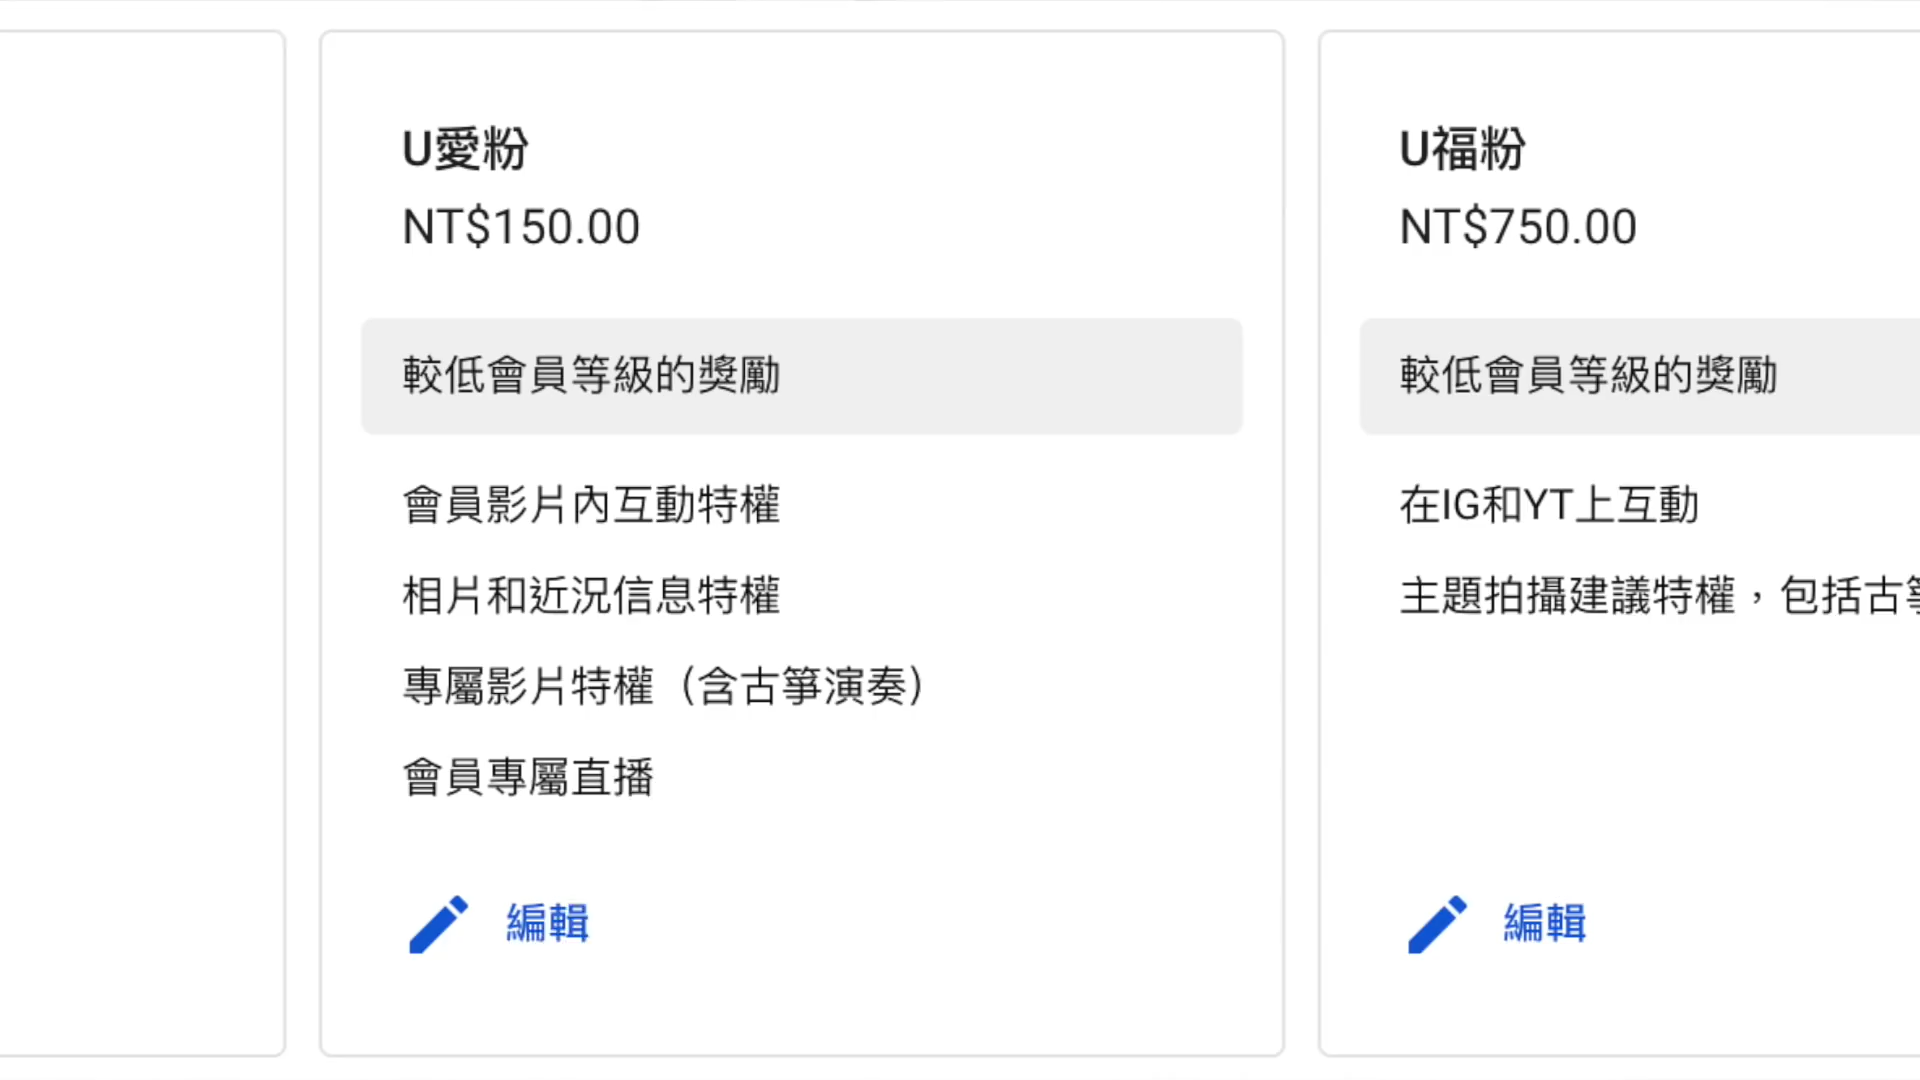 U愛粉
NT$150.00
較低會員等級的獎勵
會員影片內互動特權
相片和近況信息特權
專屬影片特權（含古箏演奏）
會員專屬直播
編輯
U福粉
NT$750.00
較低會員等級的獎勵
在IG和YT上互動
主題拍攝建議特權，包括古
編輯